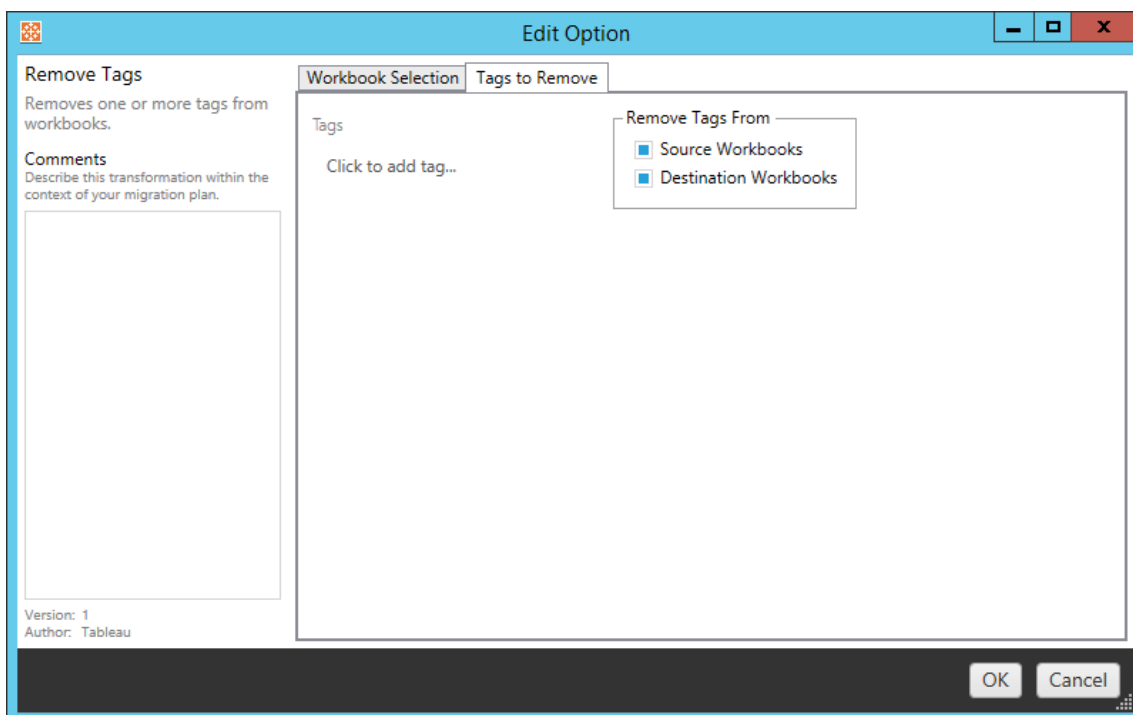 Edit Option
Remove Tags
Removes one or more tags from
workbooks.
Comments
Describe this transformation within the
context of your migration plan.
Version: 1
Author: Tableau
Workbook Selection
Tags to Remove
Tags
Click to add tag...
Remove Tags From
Source Workbooks
Destination Workbooks
OK
Cancel